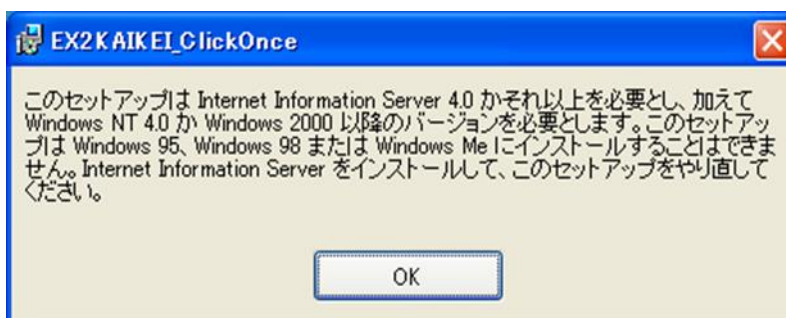 EX2KAIKEI_ClickOnce
このセットアップは Internet Information Server 4.0 かそれ以上を必要とし、加えて
Windows NT 4.0 か Windows 2000 以降のバージョンを必要とします。このセットアッ
プは Windows 95、Windows 98 または Windows Me にインストールすることはできま
せん。Internet Information Server をインストールして、このセットアップをやり直して
ください。
OK